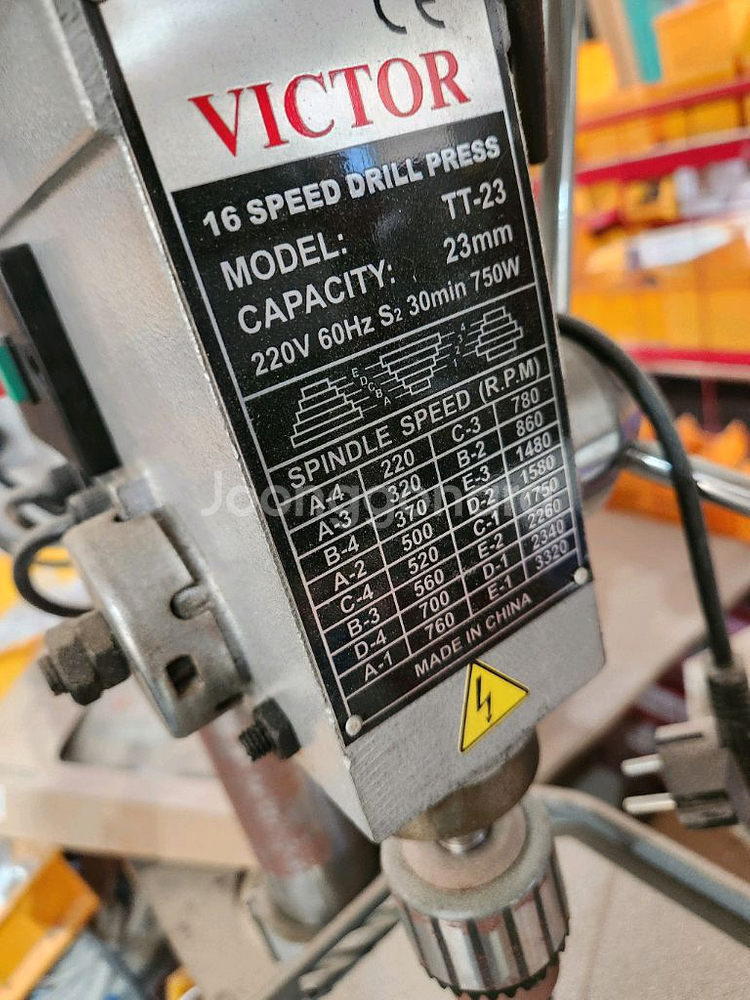 CE
VICTOR
16 SPEED DRILL PRESS
MODEL: TT-23
CAPACITY: 23mm
220V 60Hz S2 30min 750W
E D C B A 4 3 2 1
SPINDLE SPEED (R.P.M)
A-4 220 C-3 780
A-3 320 B-2 860
B-4 370 E-3 1480
A-2 500 D-2 1580
C-4 520 C-1 1750
B-3 560 E-2 2260
D-4 700 D-1 2340
A-1 760 E-1 3320
MADE IN CHINA